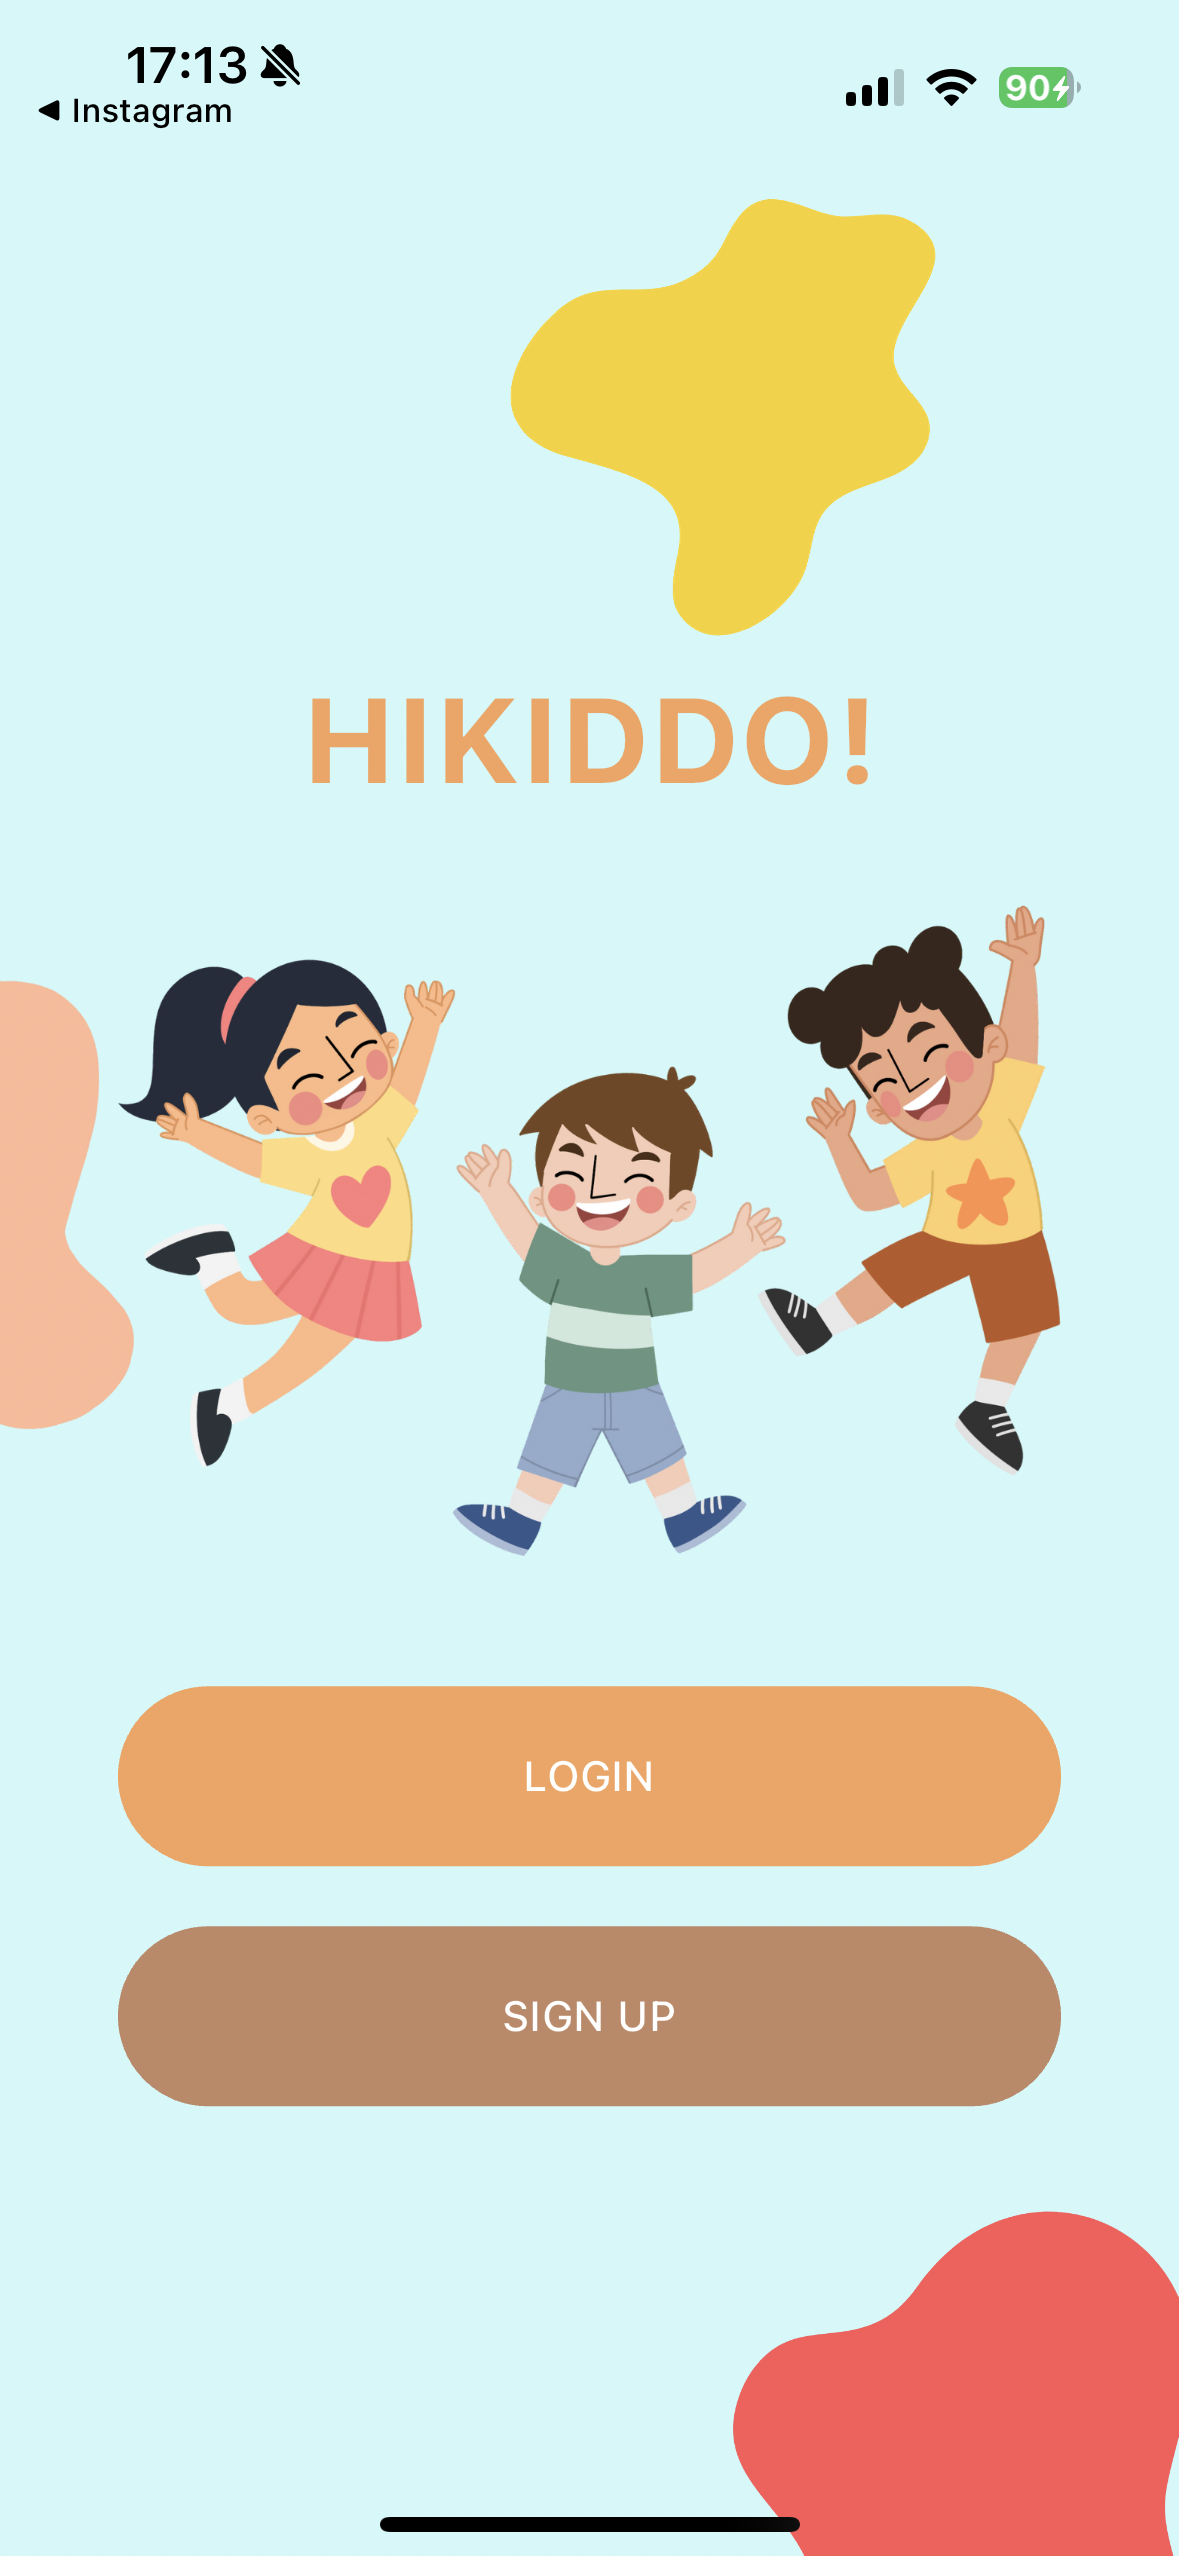 17:13
Instagram
90
HIKIDDO!
LOGIN
SIGN UP